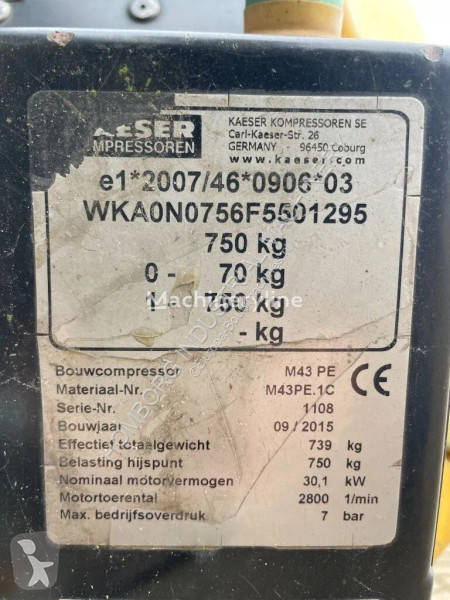 KAESER
KOMPRESSOREN
KAESER KOMPRESSOREN SE
Carl-Kaeser-Str. 26
GERMANY - 96450 Coburg
www.kaeser.com
e1*2007/46*0906*03
WKA0N0756F5501295
750 kg
0 - 70 kg
1 - 750 kg
- kg
Machineryline
Bouwcompressor M43 PE
Materiaal-Nr. M43PE.1C
Serie-Nr. 1108
Bouwjaar 09 / 2015
Effectief totaalgewicht 739 kg
Belasting hijspunt 750 kg
Nominaal motorvermogen 30,1 kW
Motortoerental 2800 1/min
Max. bedrijfsoverdruk 7 bar
CE